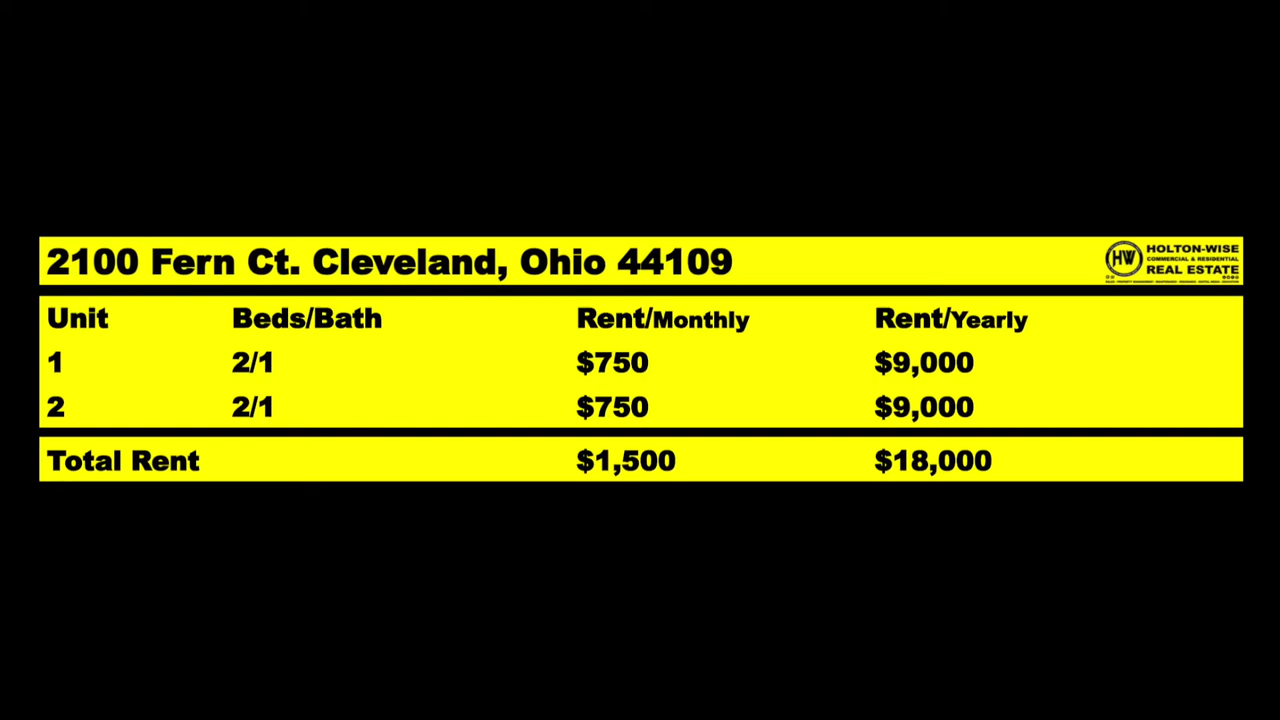 2100 Fern Ct. Cleveland, Ohio 44109
HW
HOLTON-WISE
COMMERCIAL & RESIDENTIAL
REAL ESTATE
Unit Beds/Bath Rent/Monthly Rent/Yearly
1 2/1 $750 $9,000
2 2/1 $750 $9,000
Total Rent $1,500 $18,000